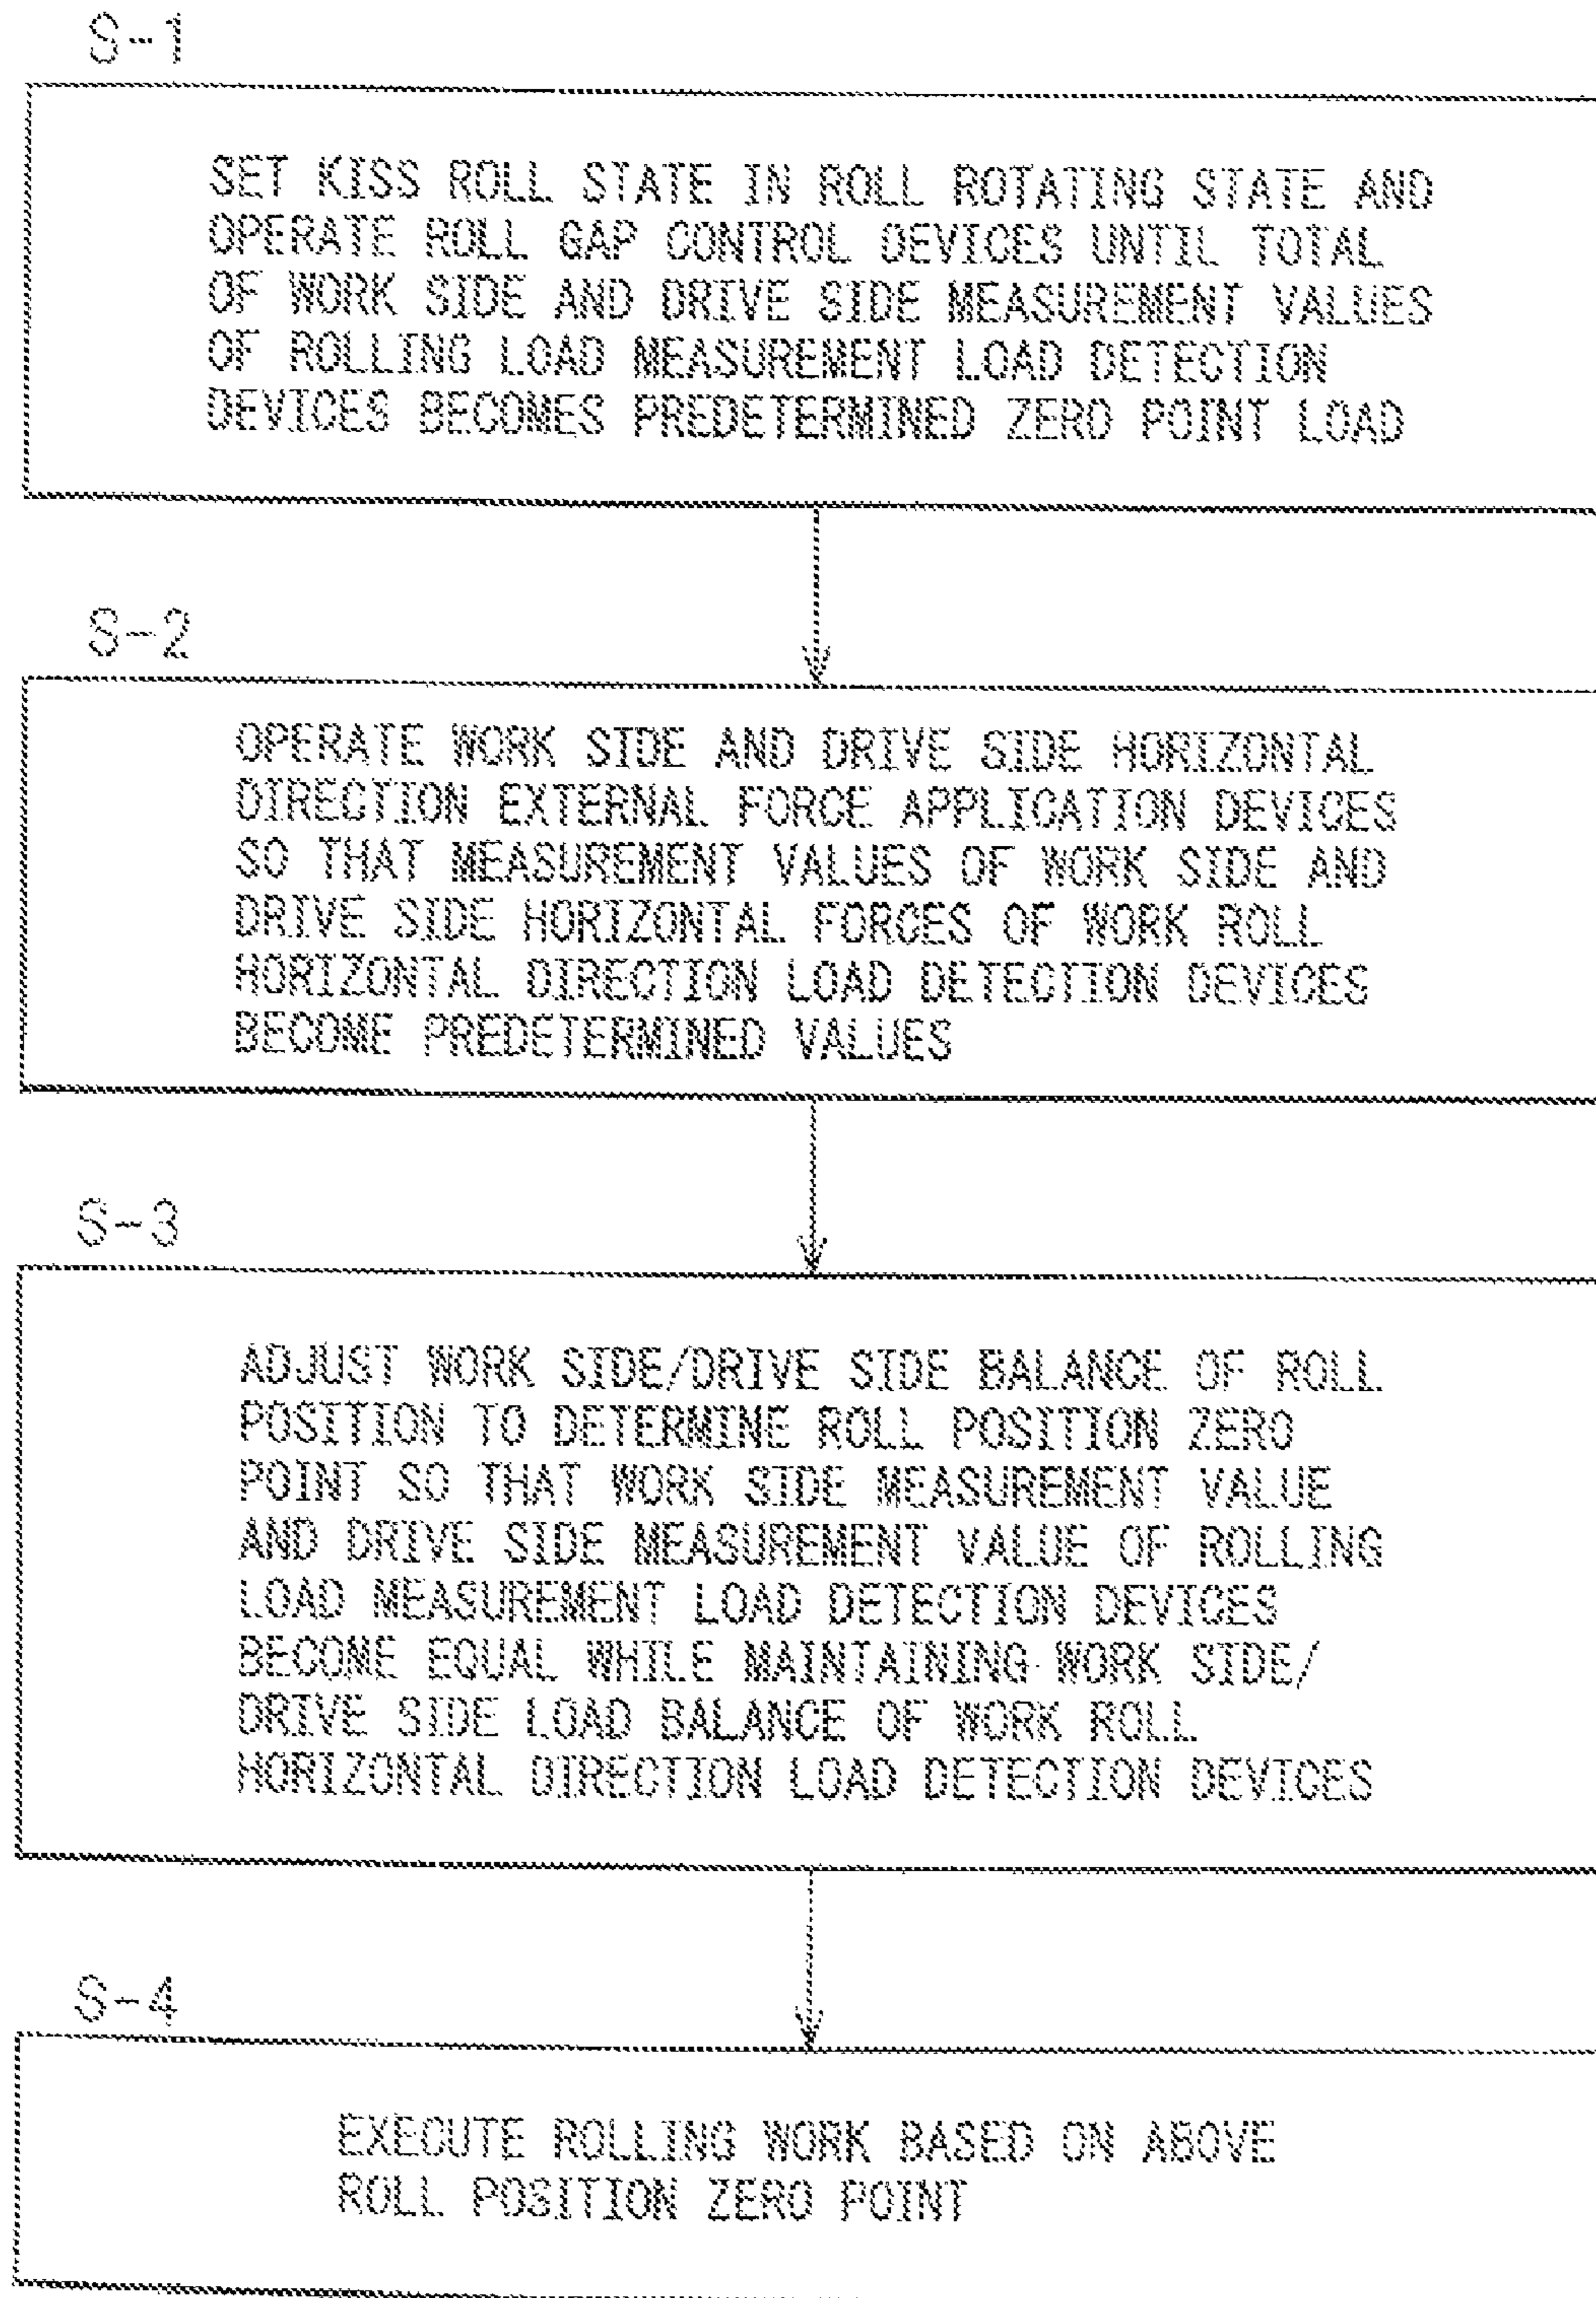 S-1
SET KISS ROLL STATE IN ROLL ROTATING STATE AND
OPERATE ROLL GAP CONTROL DEVICES UNTIL TOTAL
OF WORK SIDE AND DRIVE SIDE MEASUREMENT VALUES
OF ROLLING LOAD MEASUREMENT LOAD DETECTION
DEVICES BECOMES PREDETERMINED ZERO POINT LOAD
S-2
OPERATE WORK SIDE AND DRIVE SIDE HORIZONTAL
DIRECTION EXTERNAL FORCE APPLICATION DEVICES
SO THAT MEASUREMENT VALUES OF WORK SIDE AND
DRIVE SIDE HORIZONTAL FORCES OF WORK ROLL
HORIZONTAL DIRECTION LOAD DETECTION DEVICES
BECOME PREDETERMINED VALUES
S-3
ADJUST WORK SIDE/DRIVE SIDE BALANCE OF ROLL
POSITION TO DETERMINE ROLL POSITION ZERO
POINT SO THAT WORK SIDE MEASUREMENT VALUE
AND DRIVE SIDE MEASUREMENT VALUE OF ROLLING
LOAD MEASUREMENT LOAD DETECTION DEVICES
BECOME EQUAL WHILE MAINTAINING WORK SIDE/
DRIVE SIDE LOAD BALANCE OF WORK ROLL
HORIZONTAL DIRECTION LOAD DETECTION DEVICES
S-4
EXECUTE ROLLING WORK BASED ON ABOVE
ROLL POSITION ZERO POINT